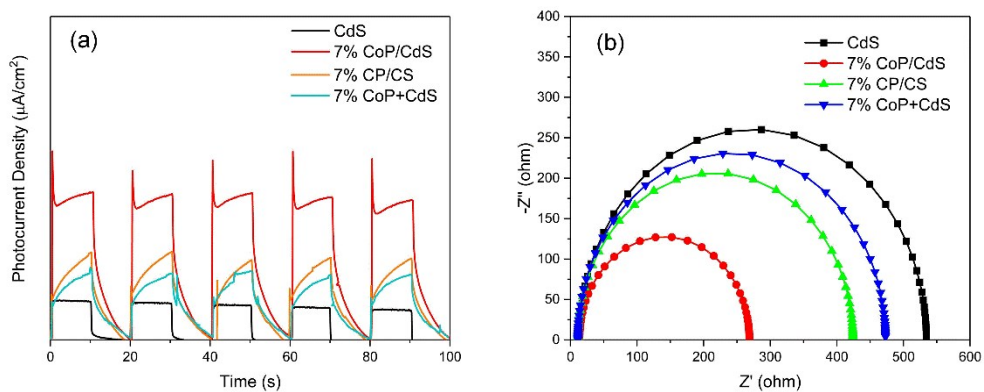 (a)
CdS
7% CoP/CdS
7% CP/CS
7% CoP+CdS
Photocurrent Density (μA/cm²)
0 20 40 60 80 100
Time (s)
(b)
CdS
7% CoP/CdS
7% CP/CS
7% CoP+CdS
400
350
300
250
200
150
100
50
0
-Z'' (ohm)
0 100 200 300 400 500 600
Z' (ohm)